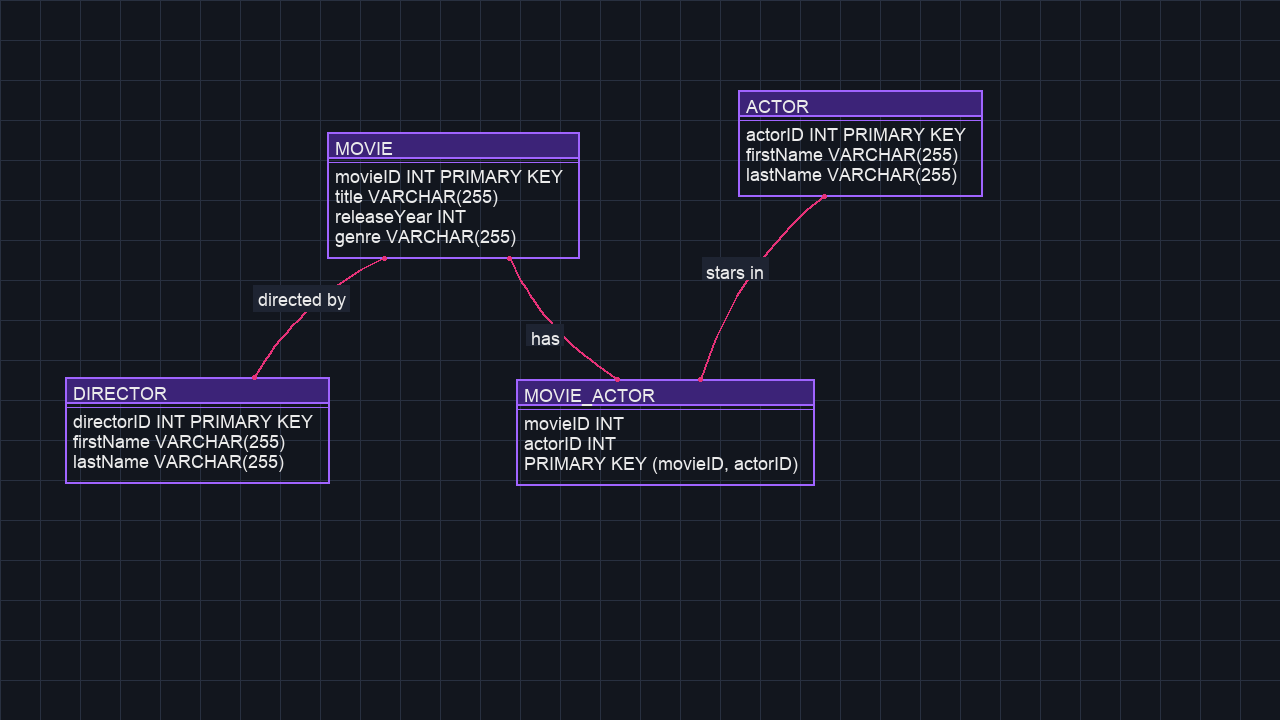 MOVIE
movieID INT PRIMARY KEY
title VARCHAR(255)
releaseYear INT
genre VARCHAR(255)
ACTOR
actorID INT PRIMARY KEY
firstName VARCHAR(255)
lastName VARCHAR(255)
directed by
has
stars in
DIRECTOR
directorID INT PRIMARY KEY
firstName VARCHAR(255)
lastName VARCHAR(255)
MOVIE_ACTOR
movieID INT
actorID INT
PRIMARY KEY (movieID, actorID)